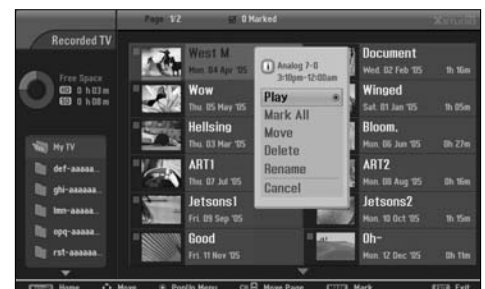 Page 1/2
0 Marked
Recorded TV
Free Space
HD 0 h 03 m
SD 0 h 08 m
My TV
def-aaaaa...
ghi-aaaaaa...
lmn-aaaaa...
opq-aaaaa...
rst-aaaaaa...
West M
Mon. 04 Apr '05
Wow
Thu. 05 May '05
Hellsing
Thu. 03 Mar '05
ART1
Thu. 07 Jul '05
Jetsons1
Fri. 09 Sep '05
Good
Fri. 11 Nov '05
Analog 7-0
3:10pm-12:00am
Play
Mark All
Move
Delete
Rename
Cancel
Document
Wed. 02 Feb '05 1h 16m
Winged
Sat. 01 Jan '05 1h 05m
Bloom.
Mon. 06 Jun '05 0h 27m
ART2
Mon. 08 Aug '05 0h 16m
Jetsons2
Mon. 10 Oct '05 1h 15m
Oh~
Mon. 12 Dec '05 0h 11m
Home Move PopUp Menu Move Page Mark Exit